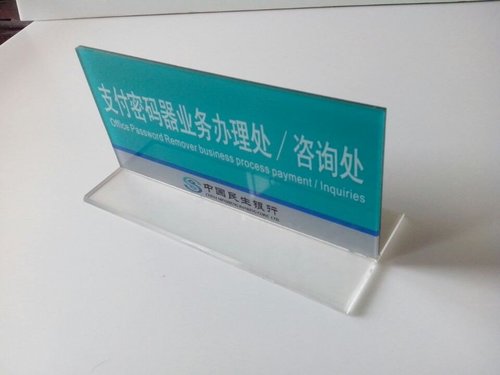 支付密码器业务办理处/咨询处
Office Password Remover business process payment / Inquiries
中国民生银行